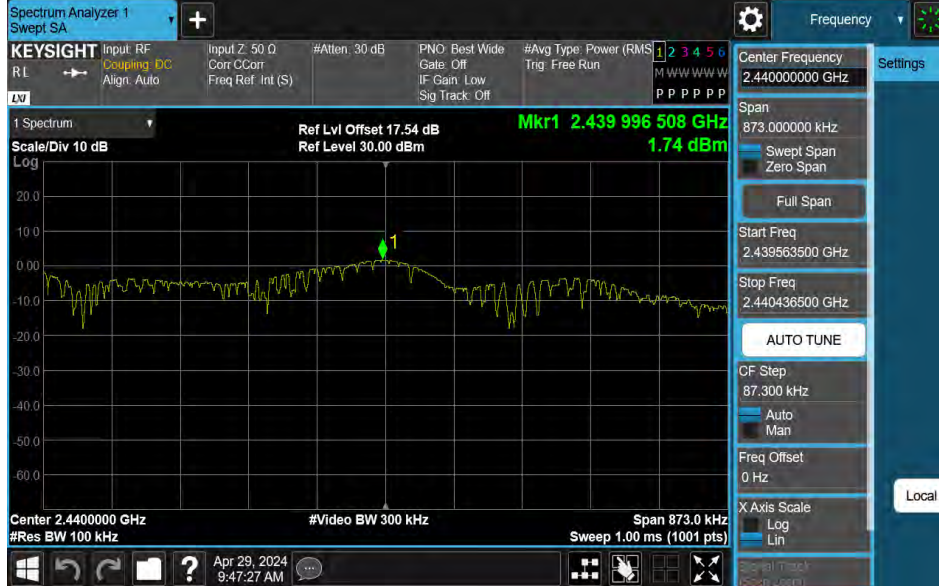 Spectrum Analyzer 1
Swept SA
+
Frequency
KEYSIGHT
RL
LXI
Input: RF
Coupling: DC
Align: Auto
Input Z: 50 Ω
Corr CCorr
Freq Ref: Int (S)
#Atten: 30 dB
PNO: Best Wide
Gate: Off
IF Gain: Low
Sig Track: Off
#Avg Type: Power (RMS
Trig: Free Run
1 2 3 4 5 6
M W W W W W
P P P P P P
1 Spectrum
Scale/Div 10 dB
Log
Ref Lvl Offset 17.54 dB
Ref Level 30.00 dBm
Mkr1 2.439 996 508 GHz
1.74 dBm
1
20.0
10.0
0.00
-10.0
-20.0
-30.0
-40.0
-50.0
-60.0
Center 2.4400000 GHz
#Res BW 100 kHz
#Video BW 300 kHz
Span 873.0 kHz
Sweep 1.00 ms (1001 pts)
Center Frequency
2.440000000 GHz
Span
873.000000 kHz
Swept Span
Zero Span
Full Span
Start Freq
2.439563500 GHz
Stop Freq
2.440436500 GHz
AUTO TUNE
CF Step
87.300 kHz
Auto
Man
Freq Offset
0 Hz
X Axis Scale
Log
Lin
Signal Track
(Span Zoom)
Settings
Local
?
Apr 29, 2024
9:47:27 AM